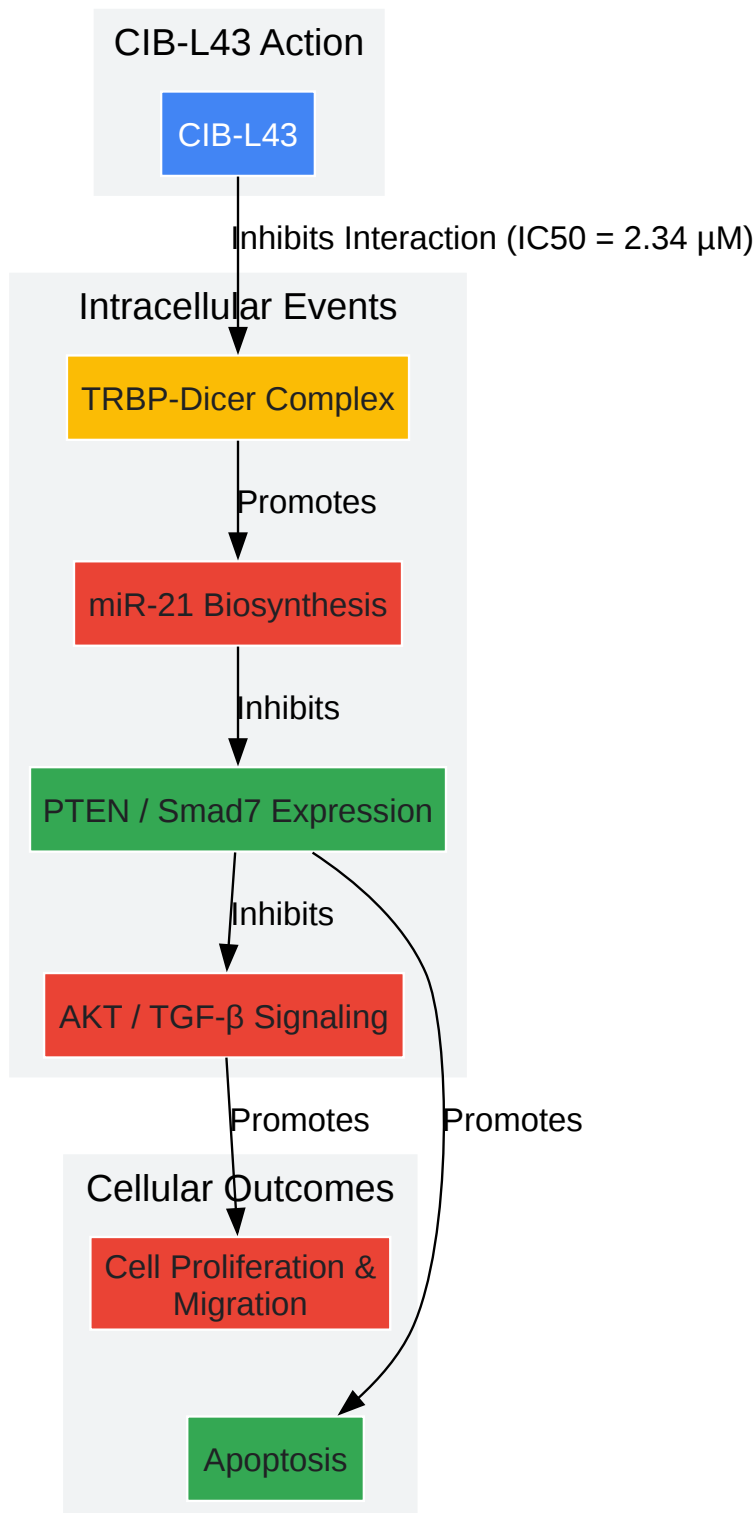 CIB-L43 Action
CIB-L43
Inhibits Interaction (IC50 = 2.34 µM)
Intracellular Events
TRBP-Dicer Complex
Promotes
miR-21 Biosynthesis
Inhibits
PTEN / Smad7 Expression
Inhibits
AKT / TGF-β Signaling
Promotes
Promotes
Cellular Outcomes
Cell Proliferation &
Migration
Apoptosis